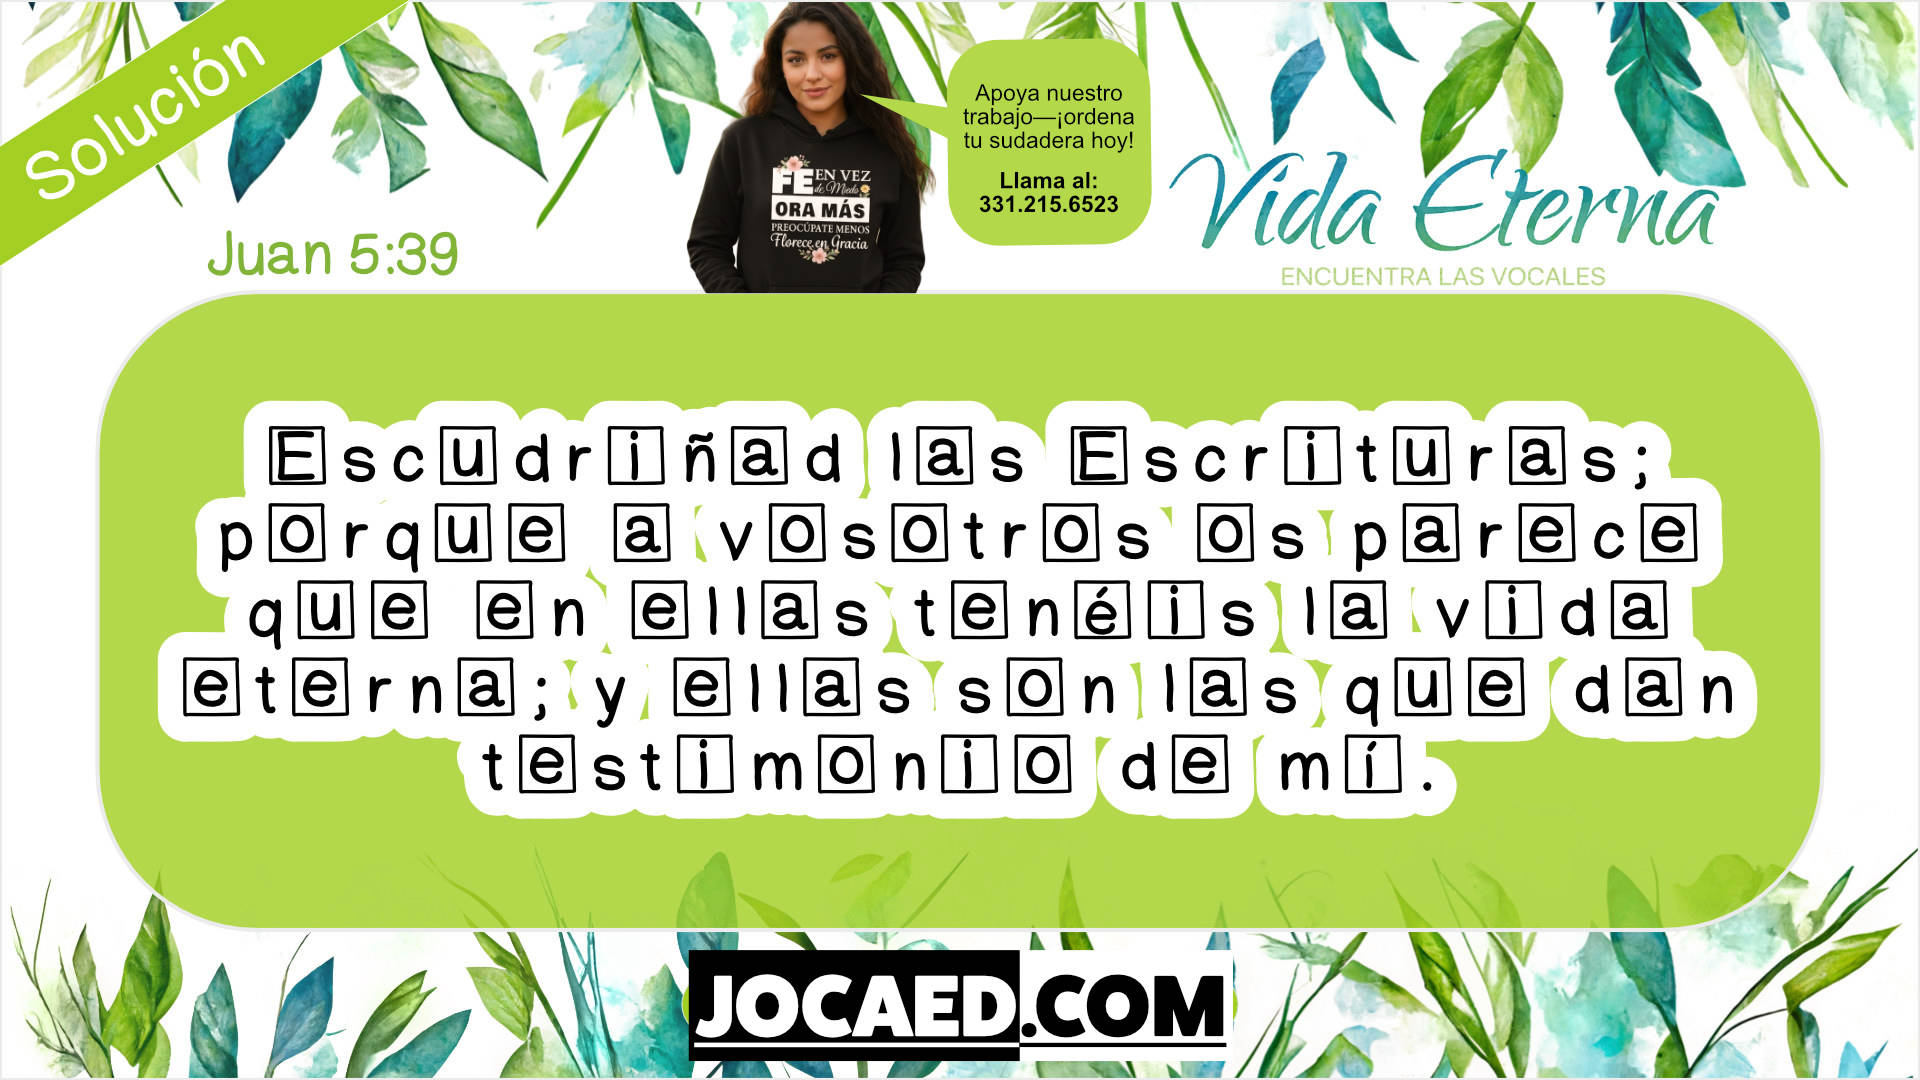 Solución
Juan 5:39
FE EN VEZ
de Miedo
ORA MÁS
PREOCÚPATE MENOS
Florece en Gracia
Apoya nuestro
trabajo—¡ordena
tu sudadera hoy!
Llama al:
331.215.6523
Vida Eterna
ENCUENTRA LAS VOCALES
Escudriñad las Escrituras;
porque a vosotros os parece
que en ellas tenéis la vida
eterna; y ellas son las que dan
testimonio de mí.
JOCAED.COM